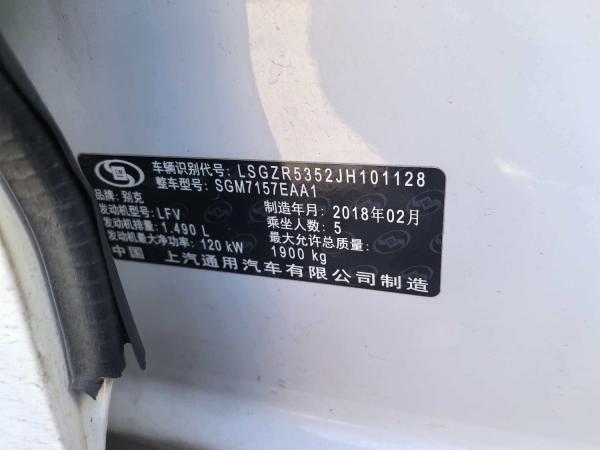 车辆识别代号: LSGZR5352JH101128
整车型号: SGM7157EAA1
品牌: 别克
发动机型号: LFV
制造年月: 2018年02月
发动机排量: 1.490 L
乘坐人数: 5
发动机最大净功率: 120 kW
最大允许总质量:
1900 kg
中国 上汽通用汽车有限公司制造